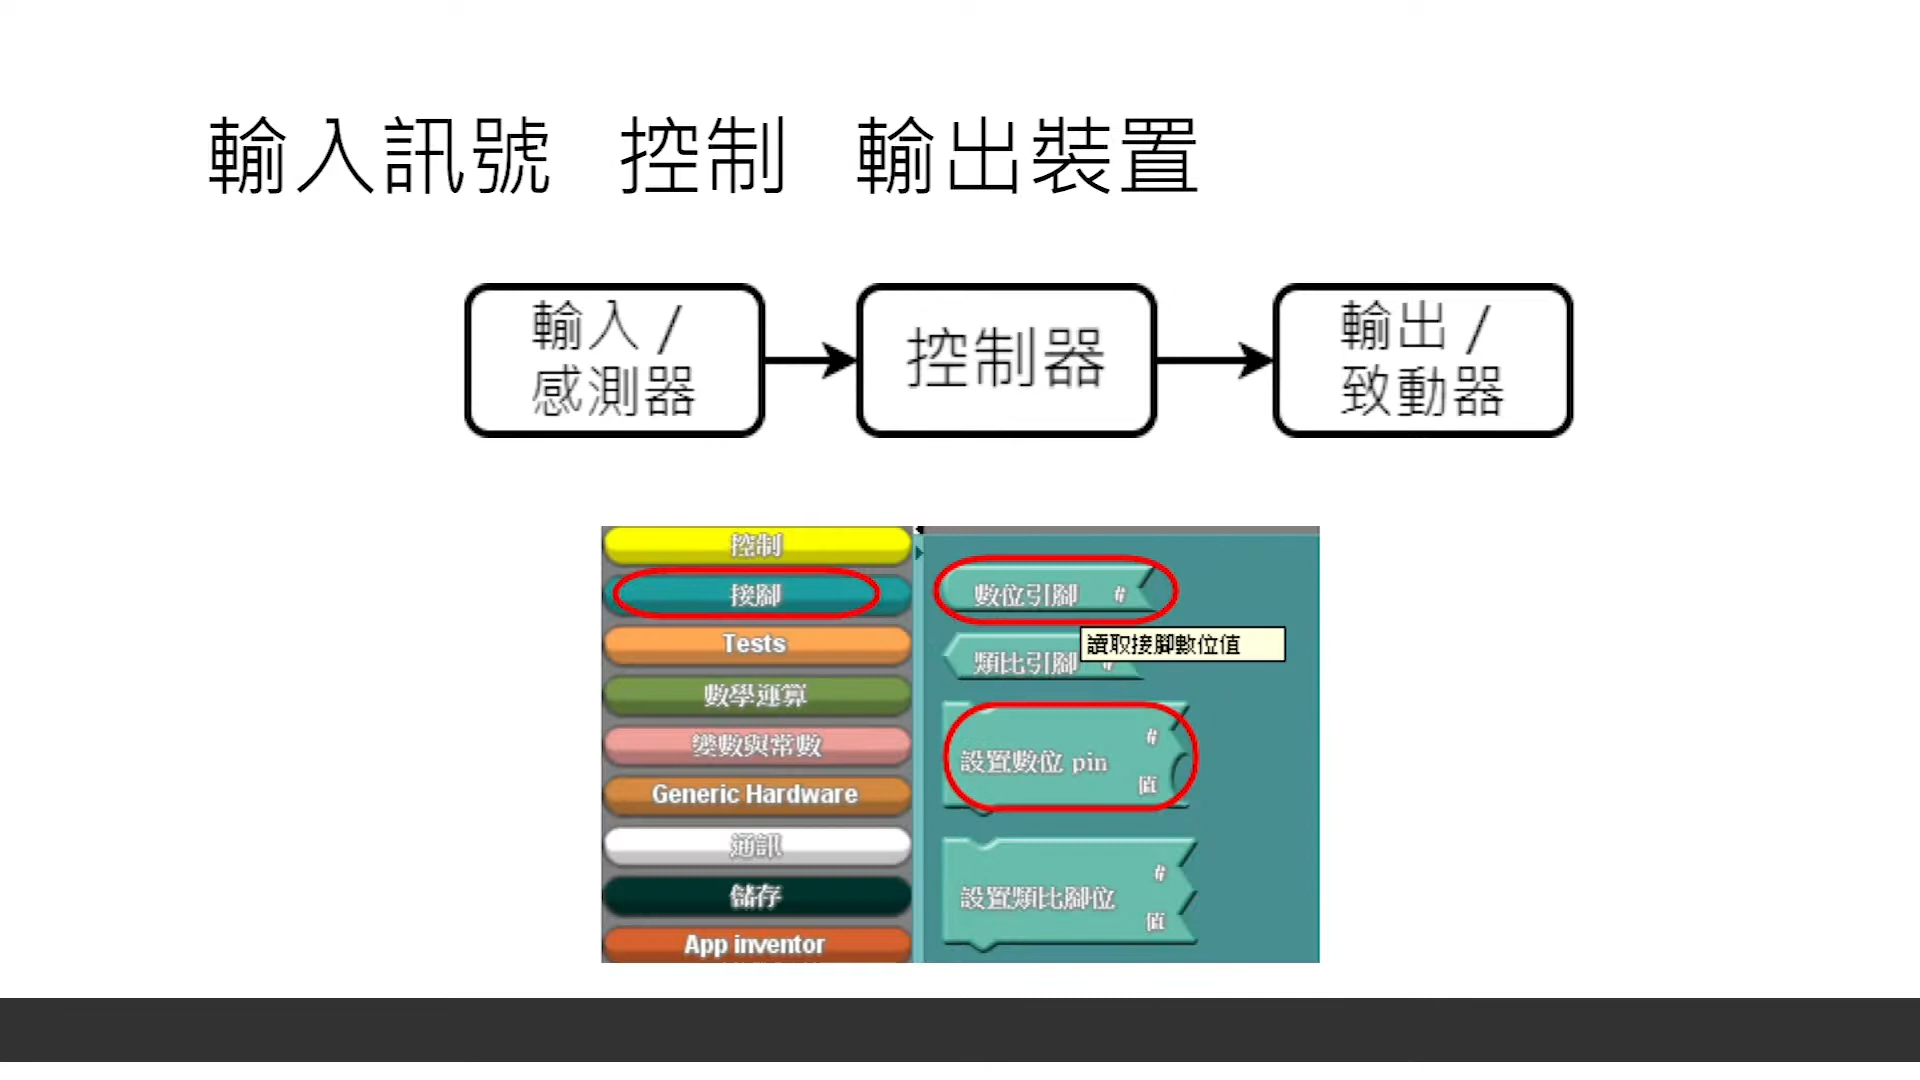 輸入訊號 控制 輸出裝置
輸入 /
感測器
控制器
輸出 /
致動器
控制
接腳
Tests
數學運算
變數與常數
Generic Hardware
通訊
儲存
App inventor
數位引腳 #
讀取接腳數位值
類比引腳 #
#
設置數位 pin
值
#
設置類比腳位
值